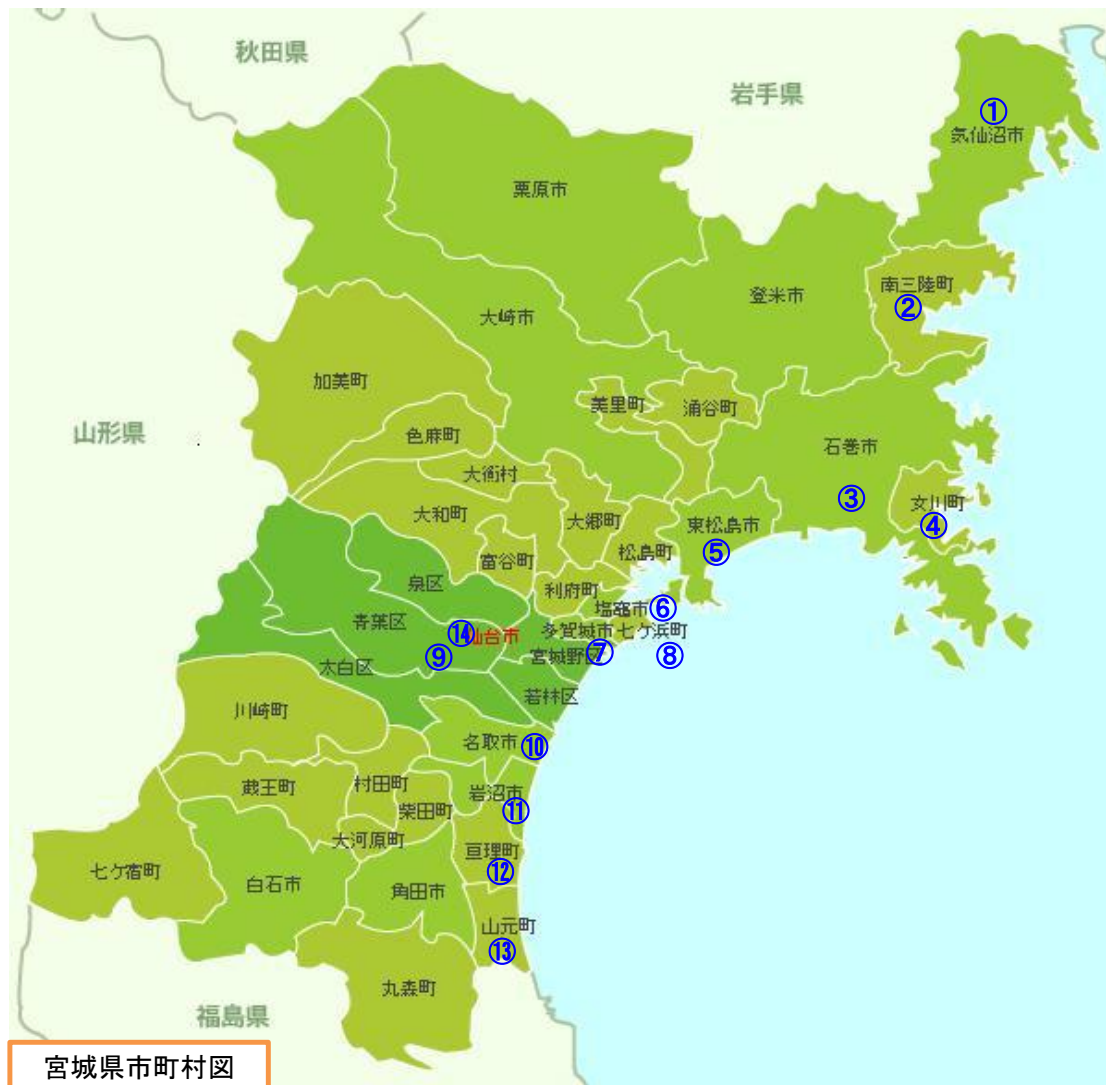 秋田県
岩手県
①
気仙沼市
栗原市
南三陸町
②
登米市
大崎市
加美町
美里町
涌谷町
山形県
色麻町
石巻市
大衡村
③
女川町
④
大和町
大郷町
東松島市
⑤
松島町
富谷町
泉区
利府町
塩竈市
⑥
青葉区
⑭
仙台市
多賀城市
七ケ浜町
⑨
宮城野区
⑦
⑧
太白区
若林区
川崎町
名取市
⑩
蔵王町
村田町
岩沼市
柴田町
⑪
大河原町
亘理町
七ケ宿町
⑫
白石市
角田市
山元町
⑬
丸森町
福島県
宮城県市町村図